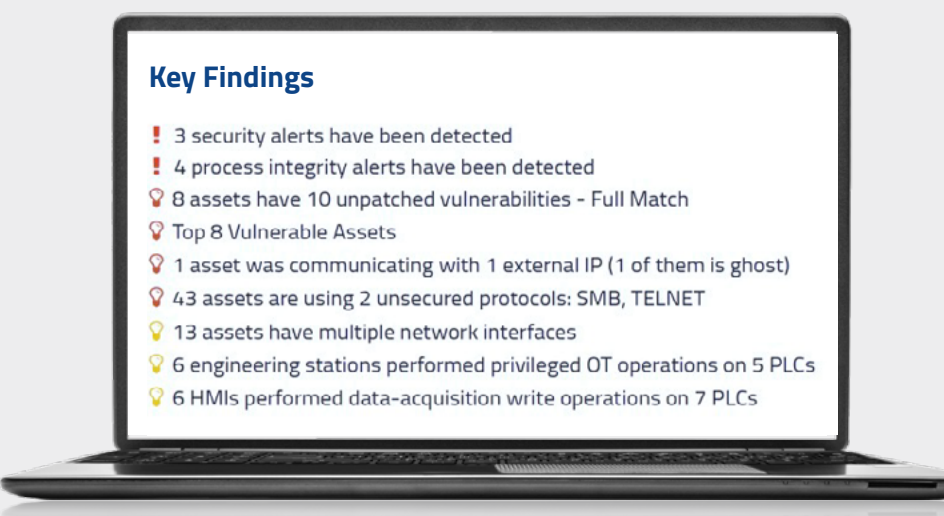 Key Findings
3 security alerts have been detected
4 process integrity alerts have been detected
8 assets have 10 unpatched vulnerabilities - Full Match
Top 8 Vulnerable Assets
1 asset was communicating with 1 external IP (1 of them is ghost)
43 assets are using 2 unsecured protocols: SMB, TELNET
13 assets have multiple network interfaces
6 engineering stations performed privileged OT operations on 5 PLCs
6 HMIs performed data-acquisition write operations on 7 PLCs